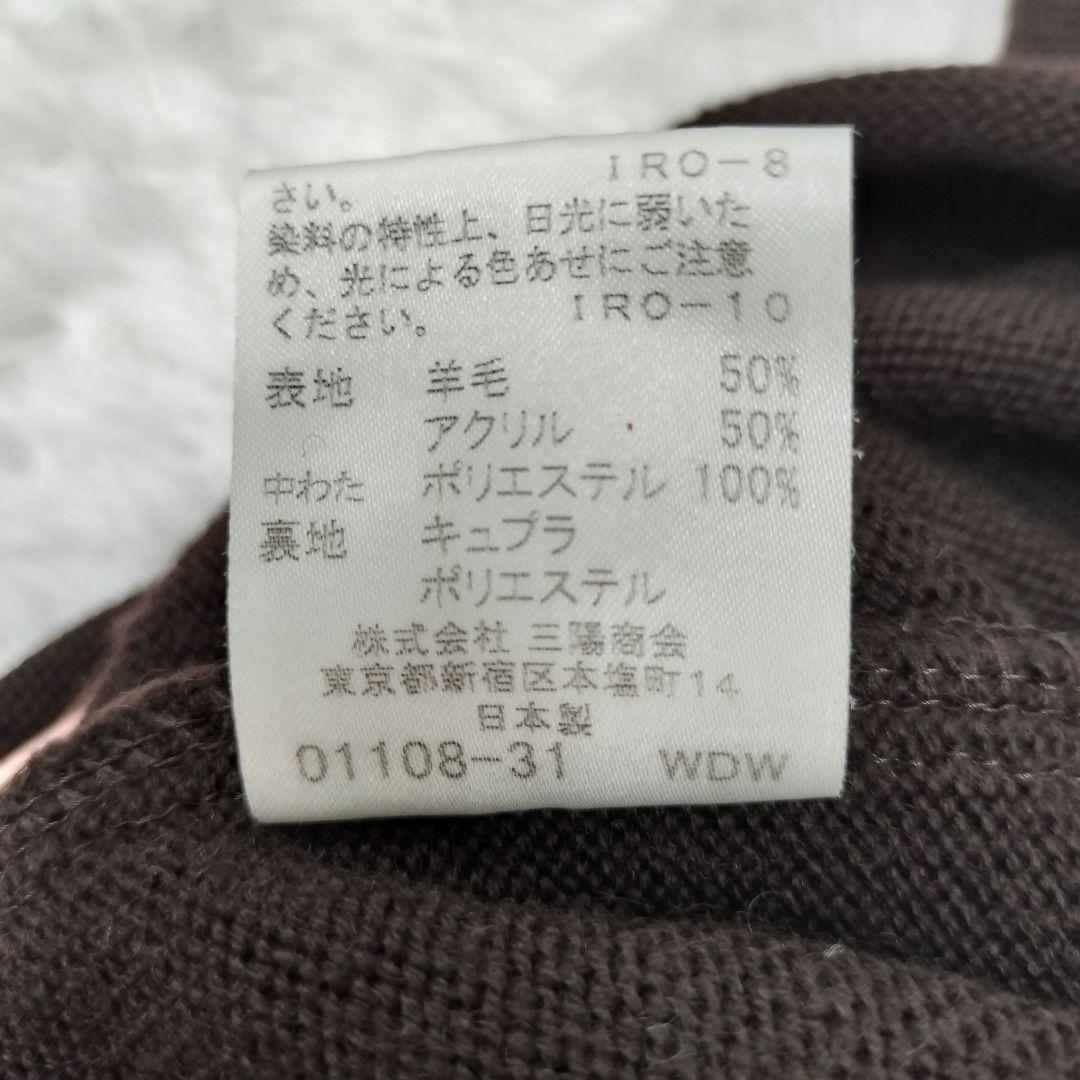 さい。 IRO-8
染料の特性上、日光に弱いた
め、光による色あせにご注意
ください。 IRO-10
表地 羊毛 50%
アクリル 50%
中わた ポリエステル 100%
裏地 キュプラ
ポリエステル
株式会社 三陽商会
東京都新宿区本塩町14
日本製
01108-31 WDW